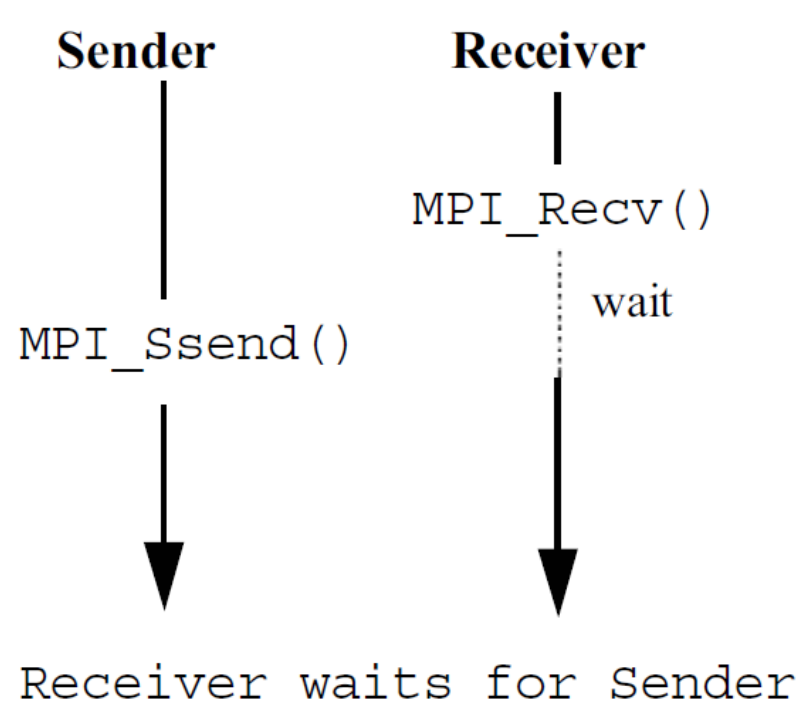 Sender
Receiver
MPI_Recv()
wait
MPI_Ssend()
Receiver waits for Sender